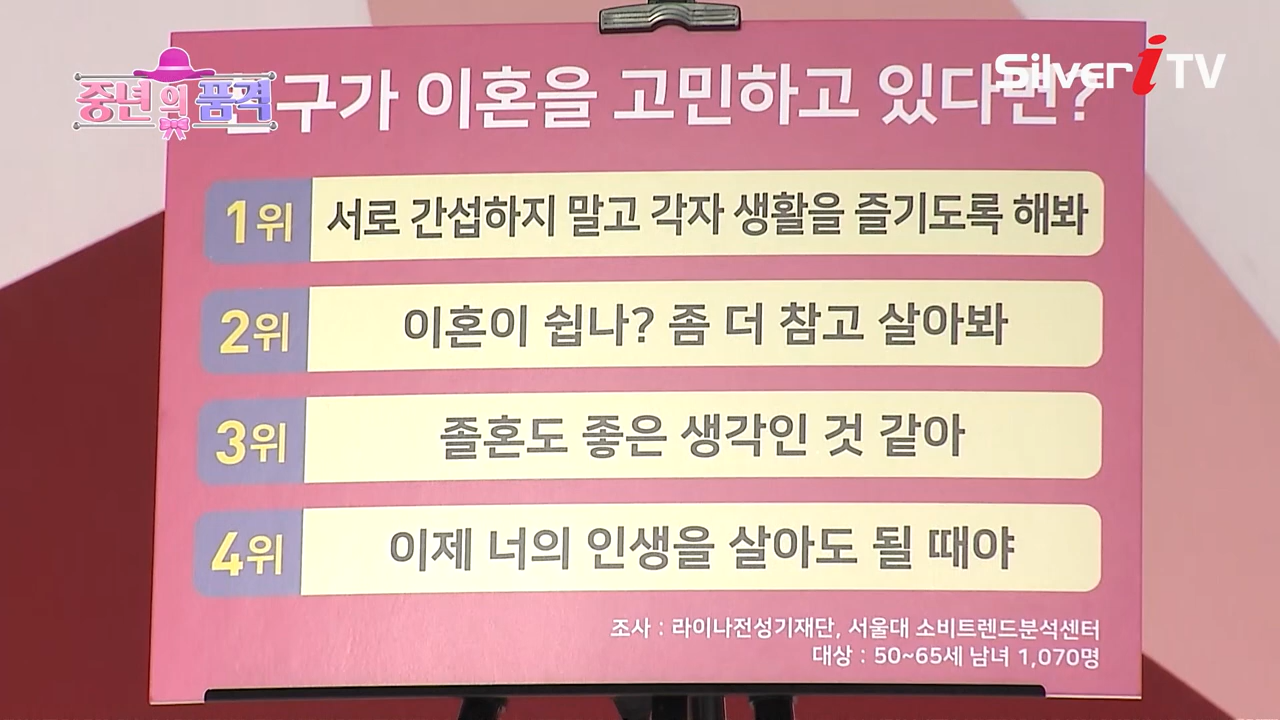 중년의 품격
Silver i TV
구가 이혼을 고민하고 있다면?
1위 서로 간섭하지 말고 각자 생활을 즐기도록 해봐
2위 이혼이 쉽나? 좀 더 참고 살아봐
3위 졸혼도 좋은 생각인 것 같아
4위 이제 너의 인생을 살아도 될 때야
조사 : 라이나전성기재단, 서울대 소비트렌드분석센터
대상 : 50~65세 남녀 1,070명